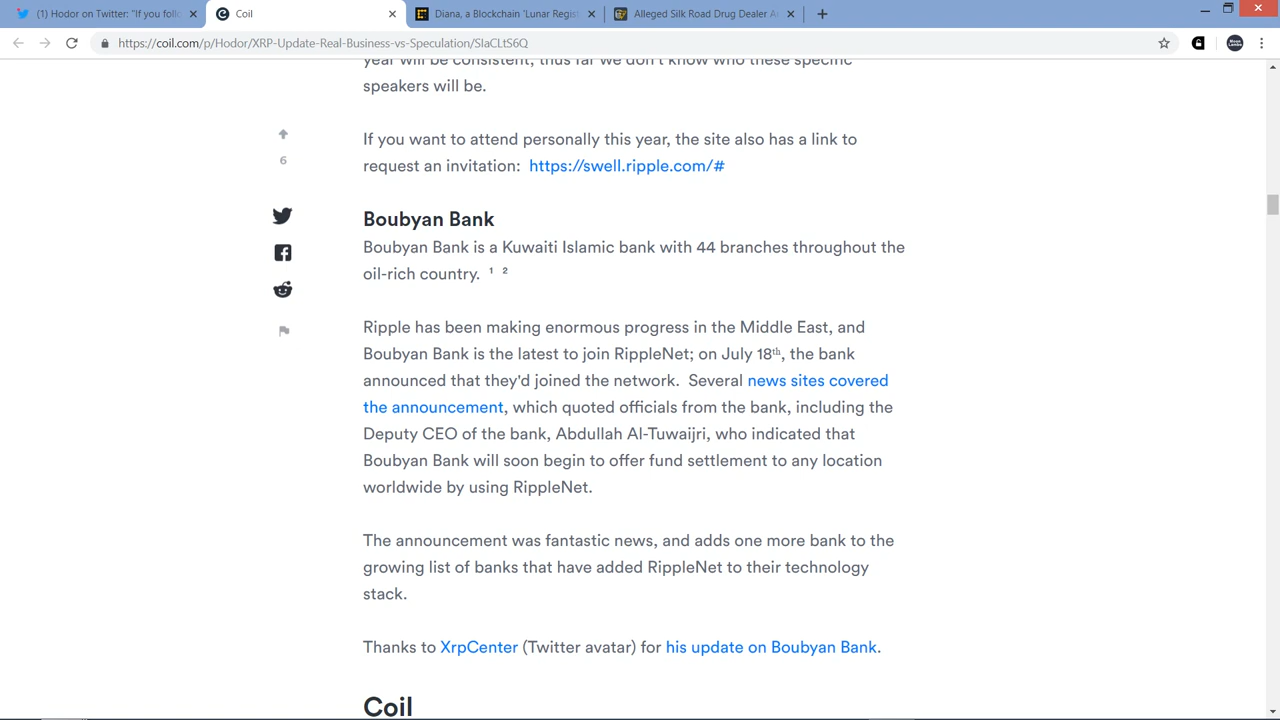 (1) Hodor on Twitter: "If you follo
Coil
Diana, a Blockchain 'Lunar Regist
Alleged Silk Road Drug Dealer A
https://coil.com/p/Hodor/XRP-Update-Real-Business-vs-Speculation/SlaCLtS6Q
year will be consistent, thus far we don't know who these specific
speakers will be.
If you want to attend personally this year, the site also has a link to
request an invitation: https://swell.ripple.com/#
6
Boubyan Bank
Boubyan Bank is a Kuwaiti Islamic bank with 44 branches throughout the
oil-rich country. ¹ ²
Ripple has been making enormous progress in the Middle East, and
Boubyan Bank is the latest to join RippleNet; on July 18th, the bank
announced that they'd joined the network. Several news sites covered
the announcement, which quoted officials from the bank, including the
Deputy CEO of the bank, Abdullah Al-Tuwaijri, who indicated that
Boubyan Bank will soon begin to offer fund settlement to any location
worldwide by using RippleNet.
The announcement was fantastic news, and adds one more bank to the
growing list of banks that have added RippleNet to their technology
stack.
Thanks to XrpCenter (Twitter avatar) for his update on Boubyan Bank.
Coil